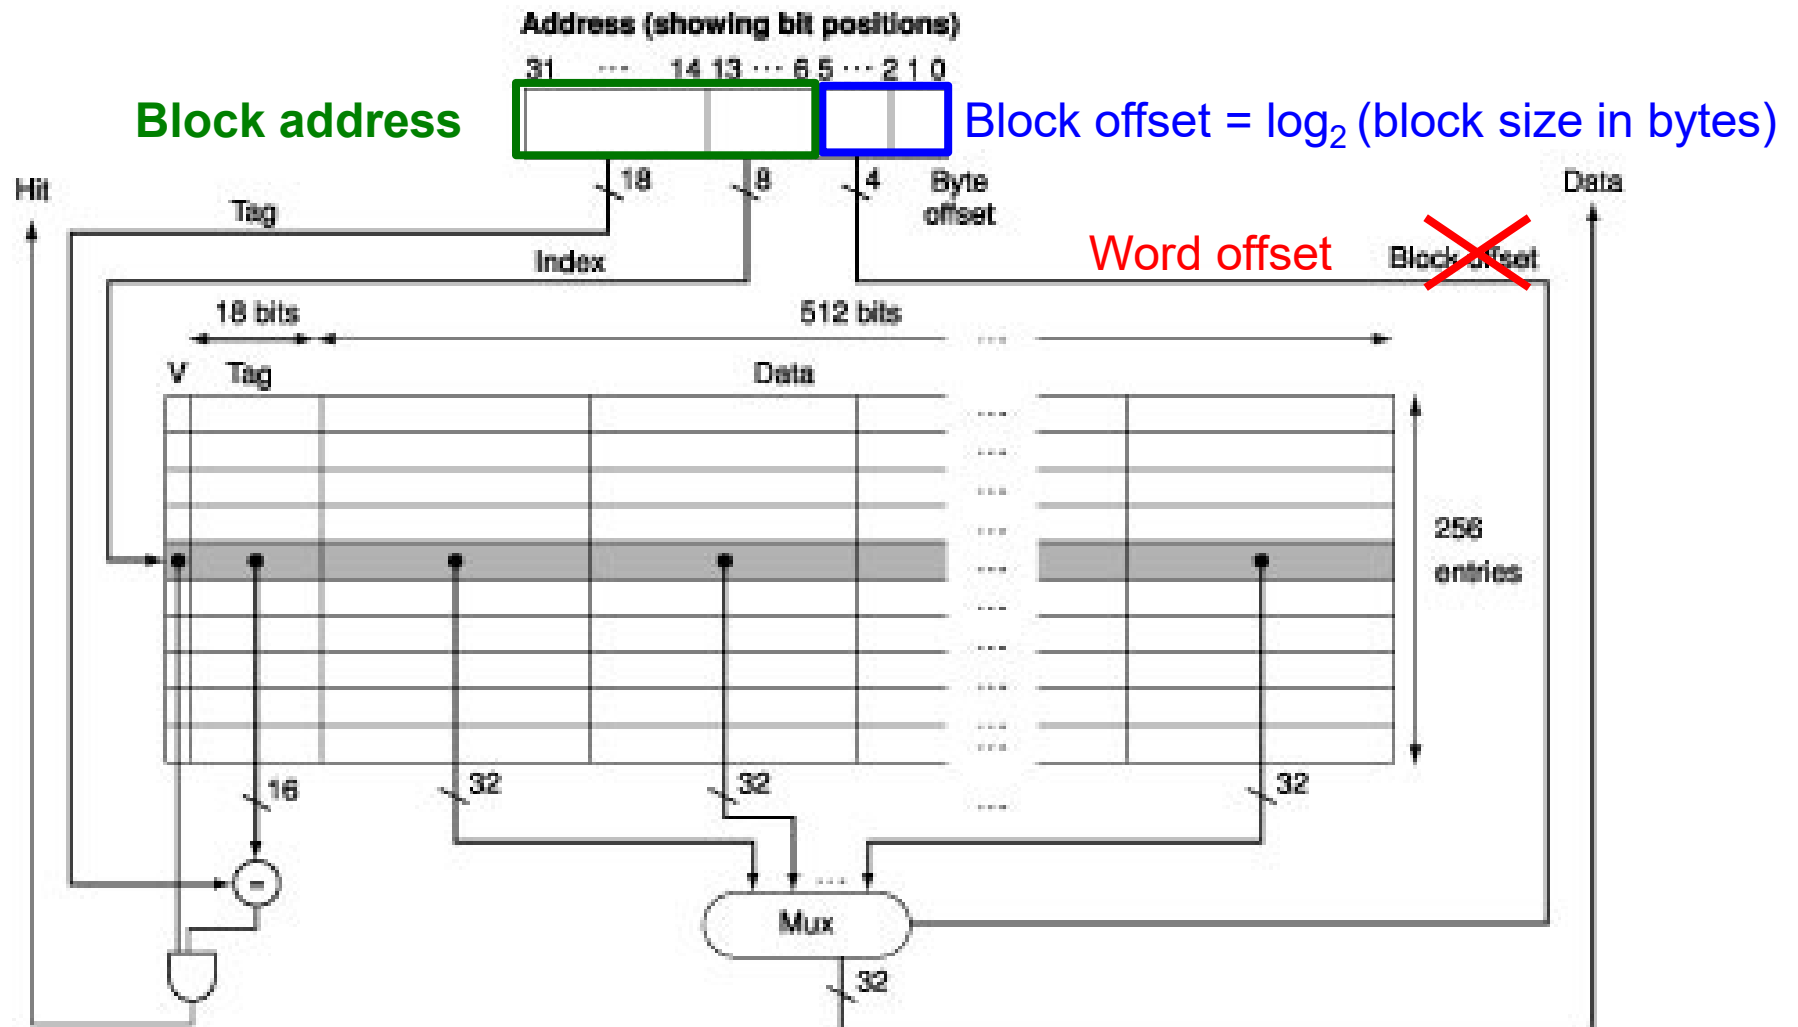 Address (showing bit positions)
31 ... 14 13 ... 6 5 ... 2 1 0
Block address
Block offset = log2 (block size in bytes)
18
8
4
Byte
offset
Hit
Data
Tag
Index
Word offset
Block offset
18 bits
512 bits
...
V
Tag
Data
...
...
...
...
...
...
...
...
...
...
256
entries
16
32
32
...
32
=
...
Mux
32